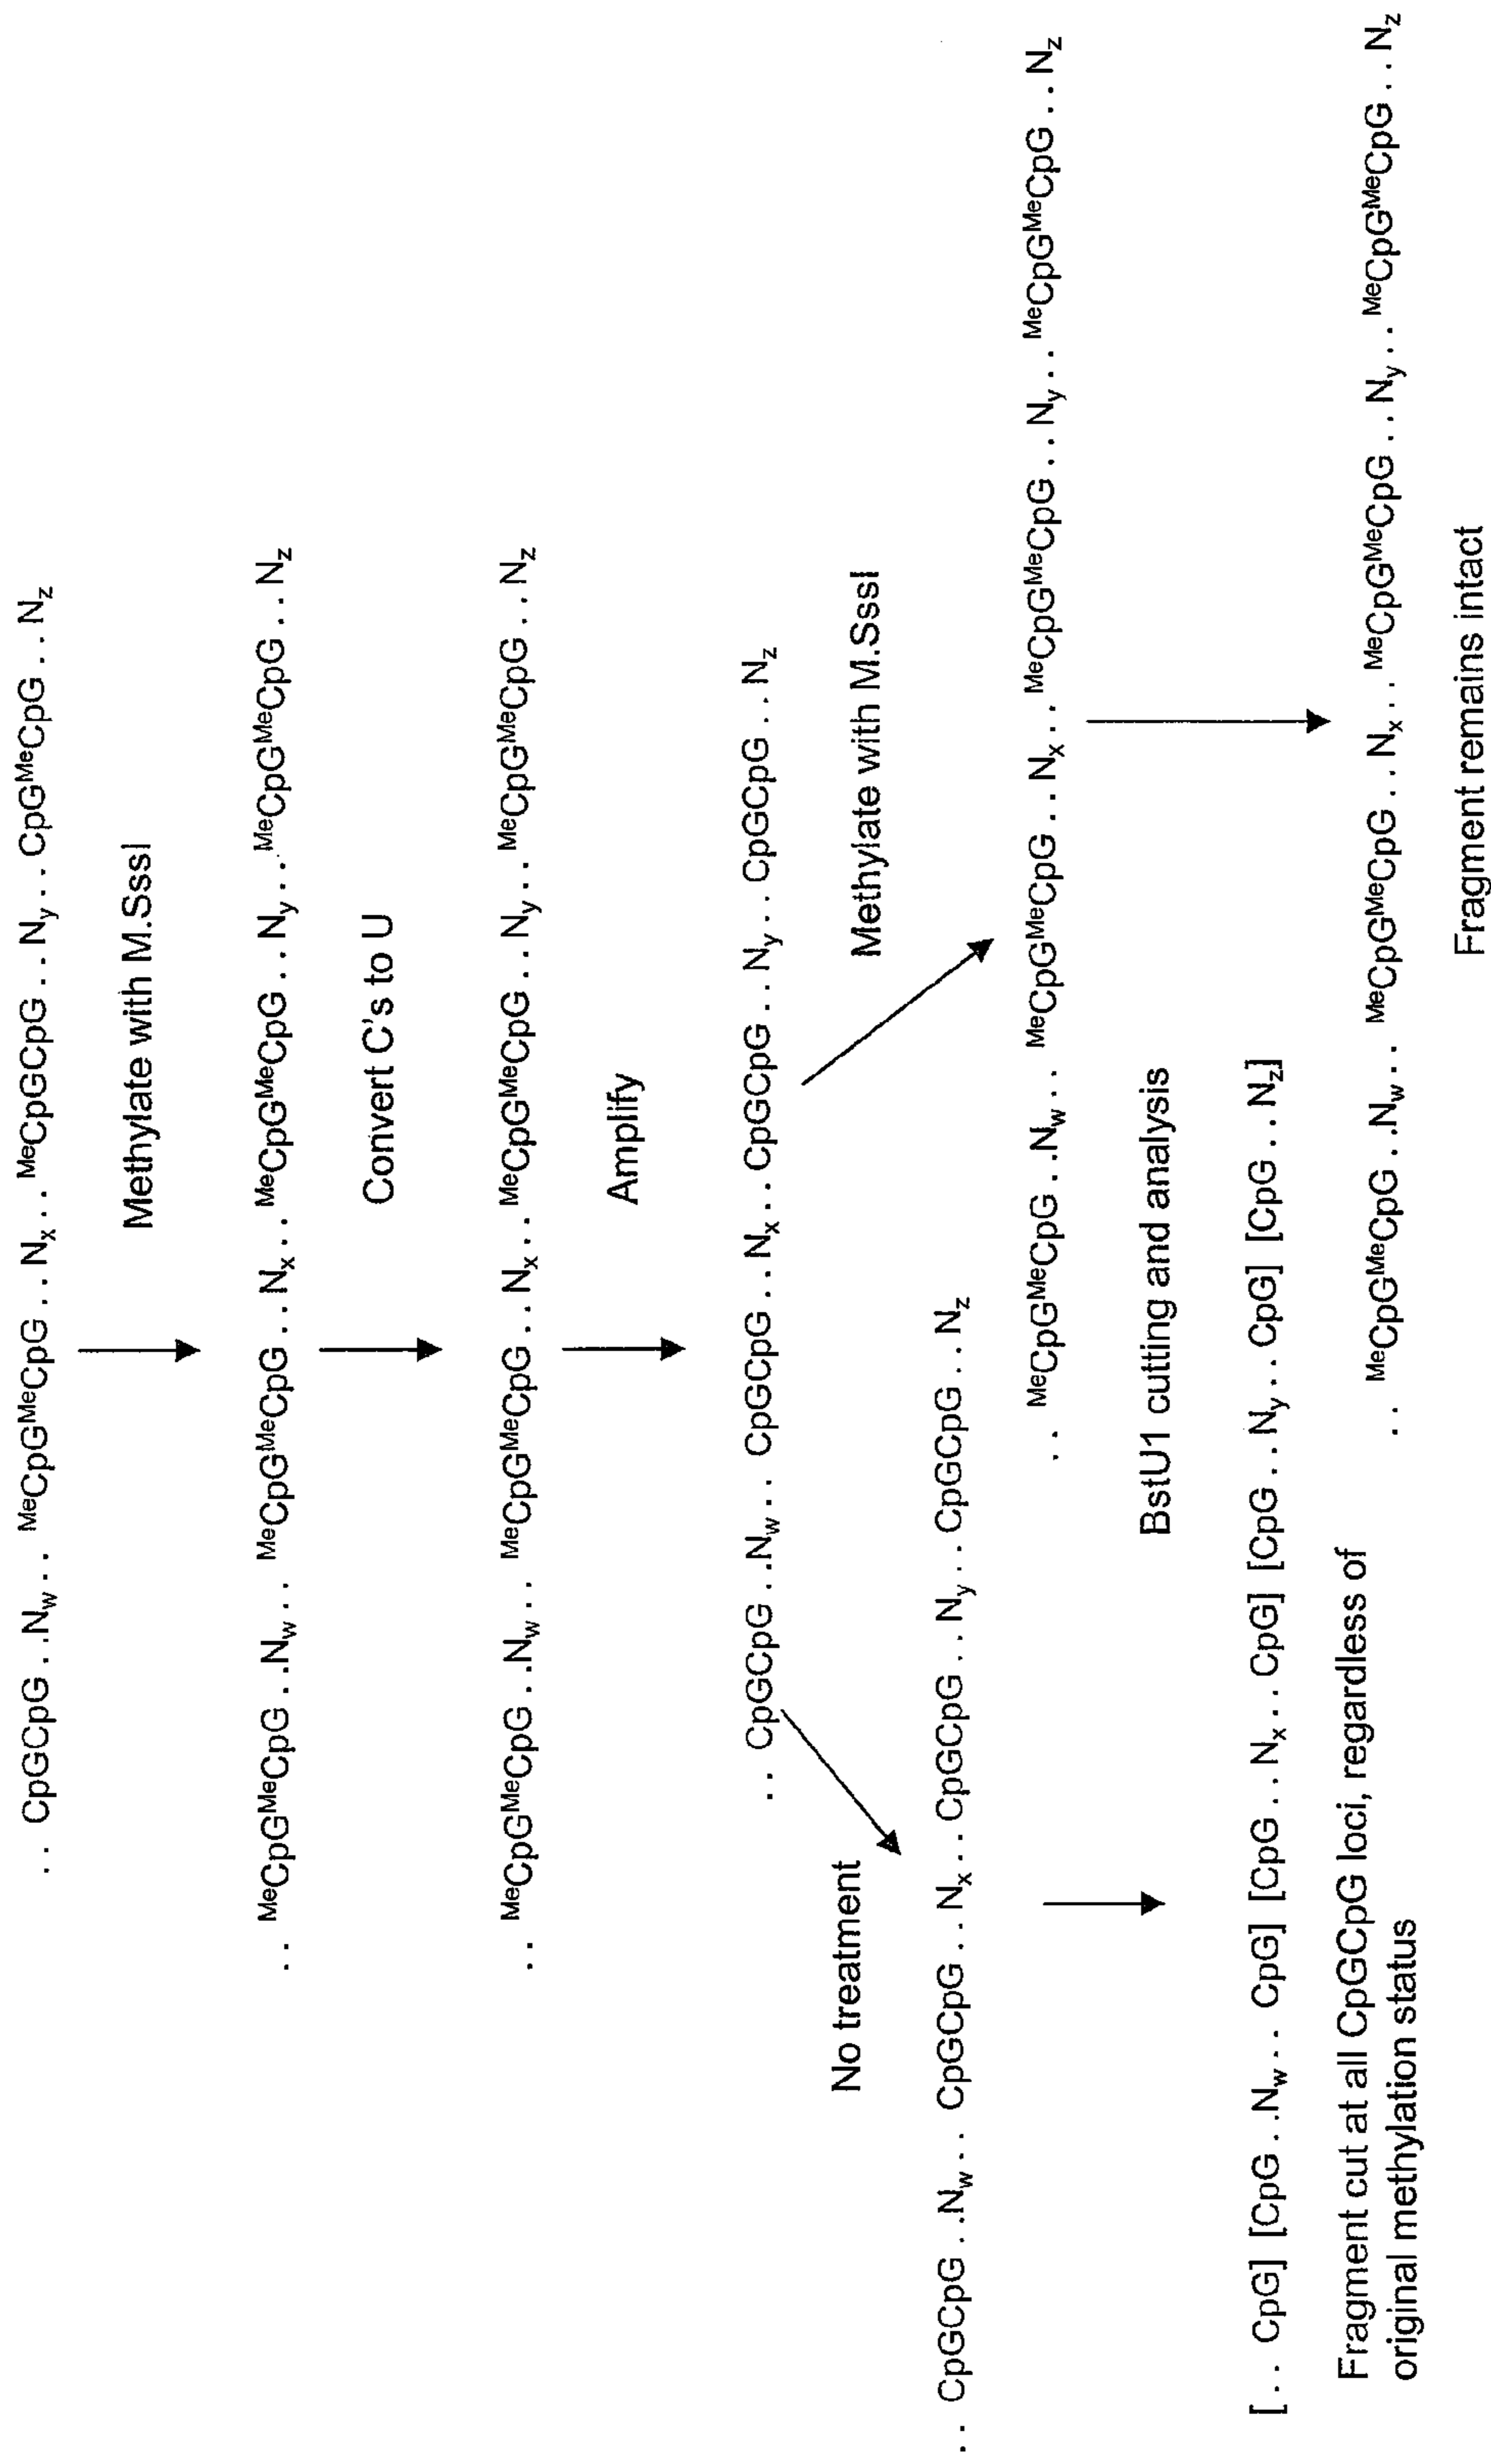 . . CpGCpG . .Nw. . MeCpGMeCpG . . Nx. . MeCpGCpG . . Ny. . CpGMeCpG . . Nz
Methylate with M.SssI
. . MeCpGMeCpG . .Nw. . MeCpGMeCpG . . Nx. . MeCpGMeCpG . . Ny. . MeCpGMeCpG . . Nz
Convert C's to U
. . MeCpGMeCpG . .Nw. . MeCpGMeCpG . . Nx. . MeCpGMeCpG . . Ny. . MeCpGMeCpG . . Nz
Amplify
. . CpGCpG . .Nw. . CpGCpG . . Nx. . CpGCpG . . Ny. . CpGCpG . . Nz
No treatment
Methylate with M.SssI
. . CpGCpG . .Nw. . CpGCpG . . Nx. . CpGCpG . . Ny. . CpGCpG . . Nz
. . MeCpGMeCpG . .Nw. . MeCpGMeCpG . . Nx. . MeCpGMeCpG . . Ny. . MeCpGMeCpG . . Nz
BstU1 cutting and analysis
[. . CpG] [CpG . .Nw. . CpG] [CpG . . Nx. . CpG] [CpG . . Ny. . CpG] [CpG . . Nz]
Fragment cut at all CpGCpG loci, regardless of
original methylation status
. . MeCpGMeCpG . .Nw. . MeCpGMeCpG . . Nx. . MeCpGMeCpG . . Ny. . MeCpGMeCpG . . Nz
Fragment remains intact